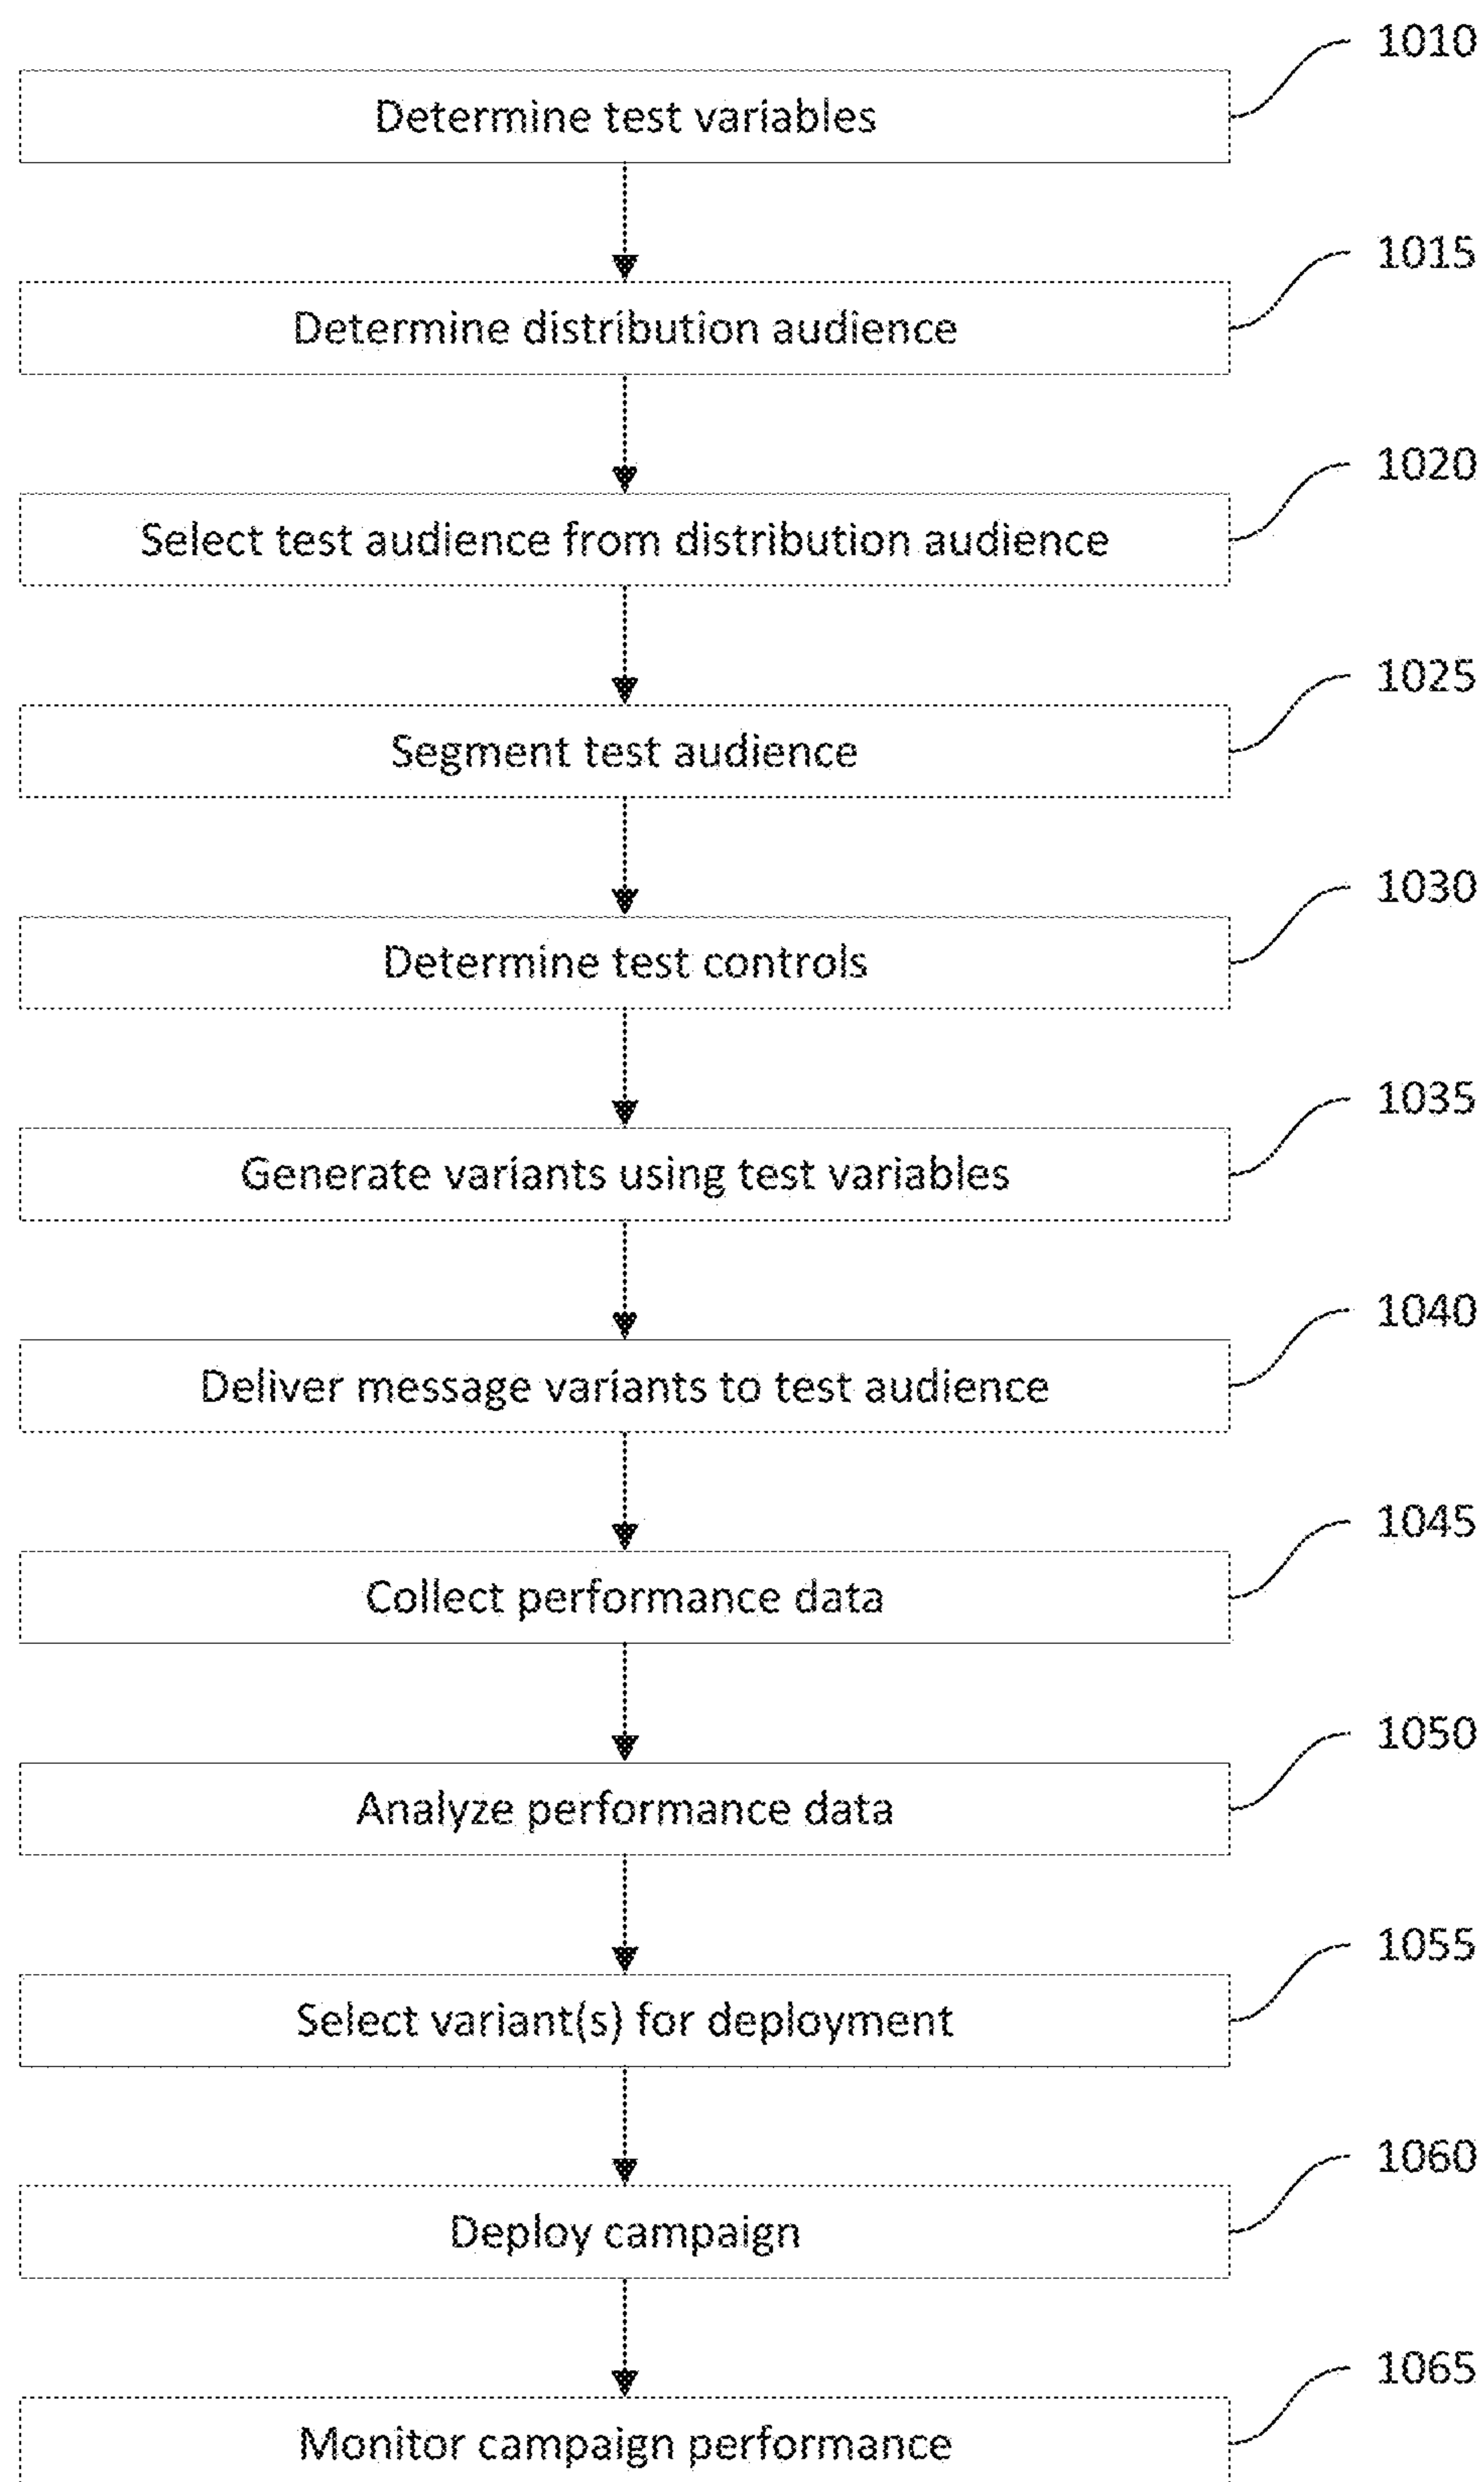 1010
Determine test variables
1015
Determine distribution audience
1020
Select test audience from distribution audience
1025
Segment test audience
1030
Determine test controls
1035
Generate variants using test variables
1040
Deliver message variants to test audience
1045
Collect performance data
1050
Analyze performance data
1055
Select variant(s) for deployment
1060
Deploy campaign
1065
Monitor campaign performance